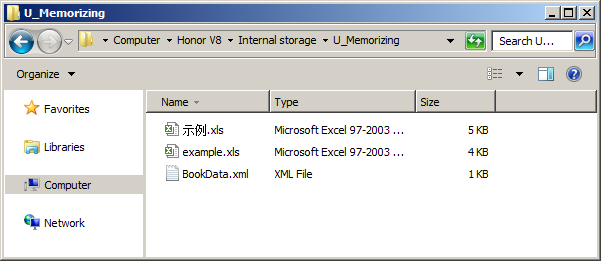 U_Memorizing
Computer Honor V8 Internal storage U_Memorizing Search U...
Organize
Favorites
Libraries
Computer
Network
Name Type Size
示例.xls Microsoft Excel 97-2003 ... 5 KB
example.xls Microsoft Excel 97-2003 ... 4 KB
BookData.xml XML File 1 KB